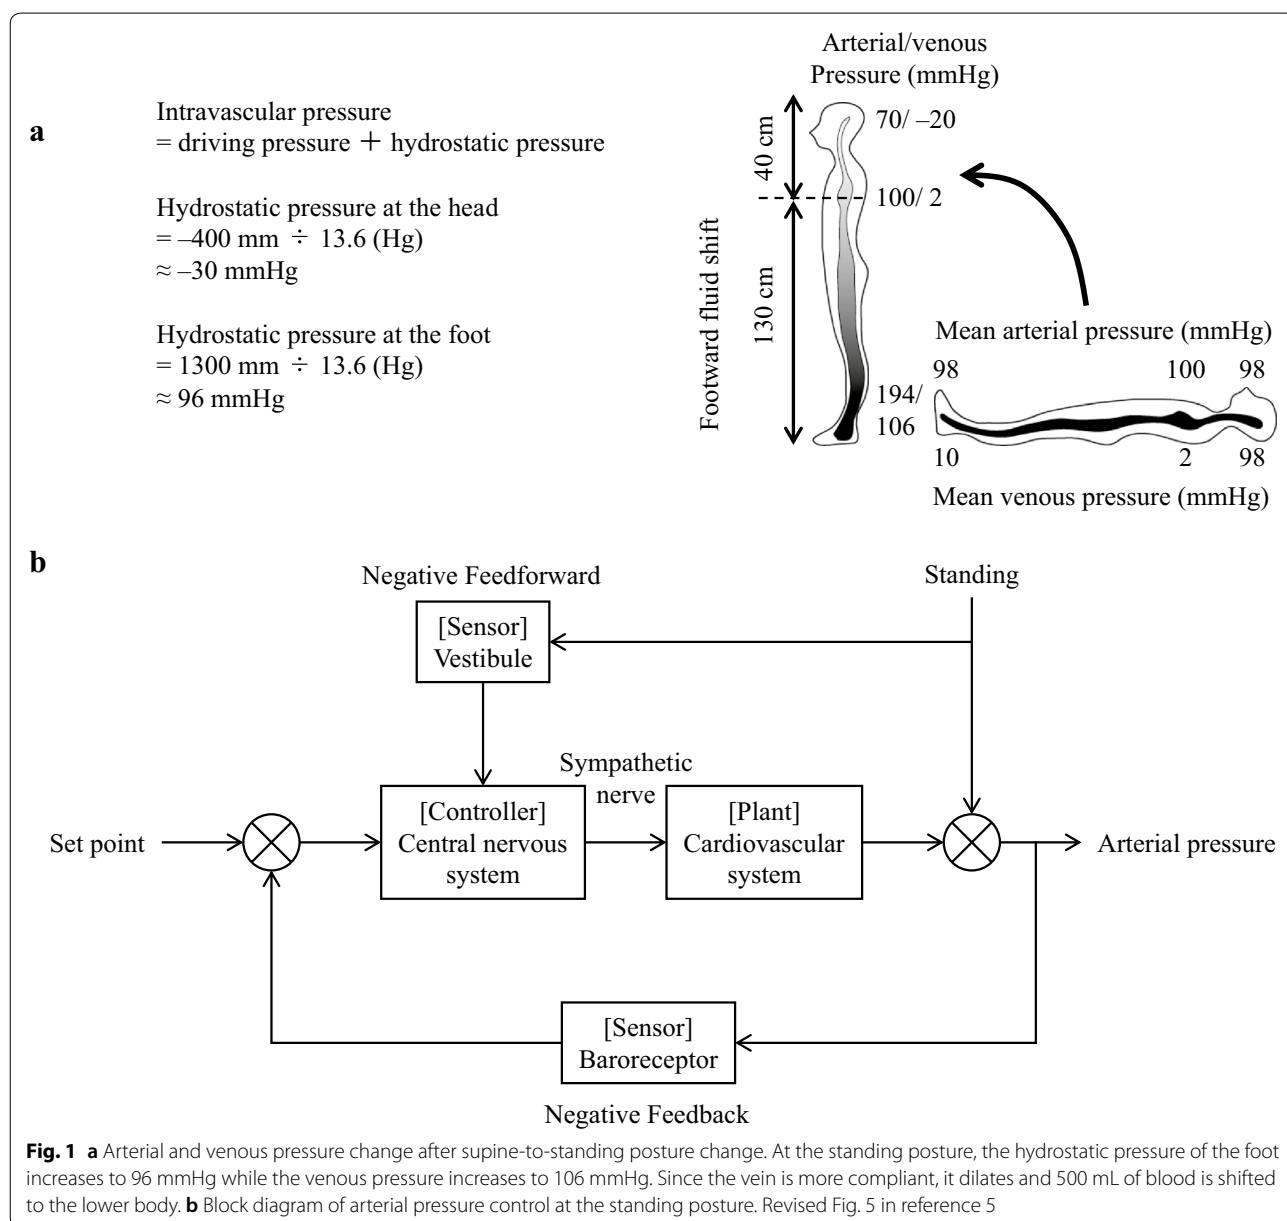 a
Intravascular pressure
= driving pressure + hydrostatic pressure
Hydrostatic pressure at the head
= –400 mm ÷ 13.6 (Hg)
≈ –30 mmHg
Hydrostatic pressure at the foot
= 1300 mm ÷ 13.6 (Hg)
≈ 96 mmHg
Arterial/venous
Pressure (mmHg)
40 cm
70/ –20
100/ 2
Footward fluid shift
130 cm
194/
106
Mean arterial pressure (mmHg)
98 100 98
10 2 98
Mean venous pressure (mmHg)
b
Negative Feedforward
Standing
[Sensor]
Vestibule
Sympathetic
nerve
Set point
[Controller]
Central nervous
system
[Plant]
Cardiovascular
system
Arterial pressure
[Sensor]
Baroreceptor
Negative Feedback
Fig. 1 a Arterial and venous pressure change after supine-to-standing posture change. At the standing posture, the hydrostatic pressure of the foot
increases to 96 mmHg while the venous pressure increases to 106 mmHg. Since the vein is more compliant, it dilates and 500 mL of blood is shifted
to the lower body. b Block diagram of arterial pressure control at the standing posture. Revised Fig. 5 in reference 5